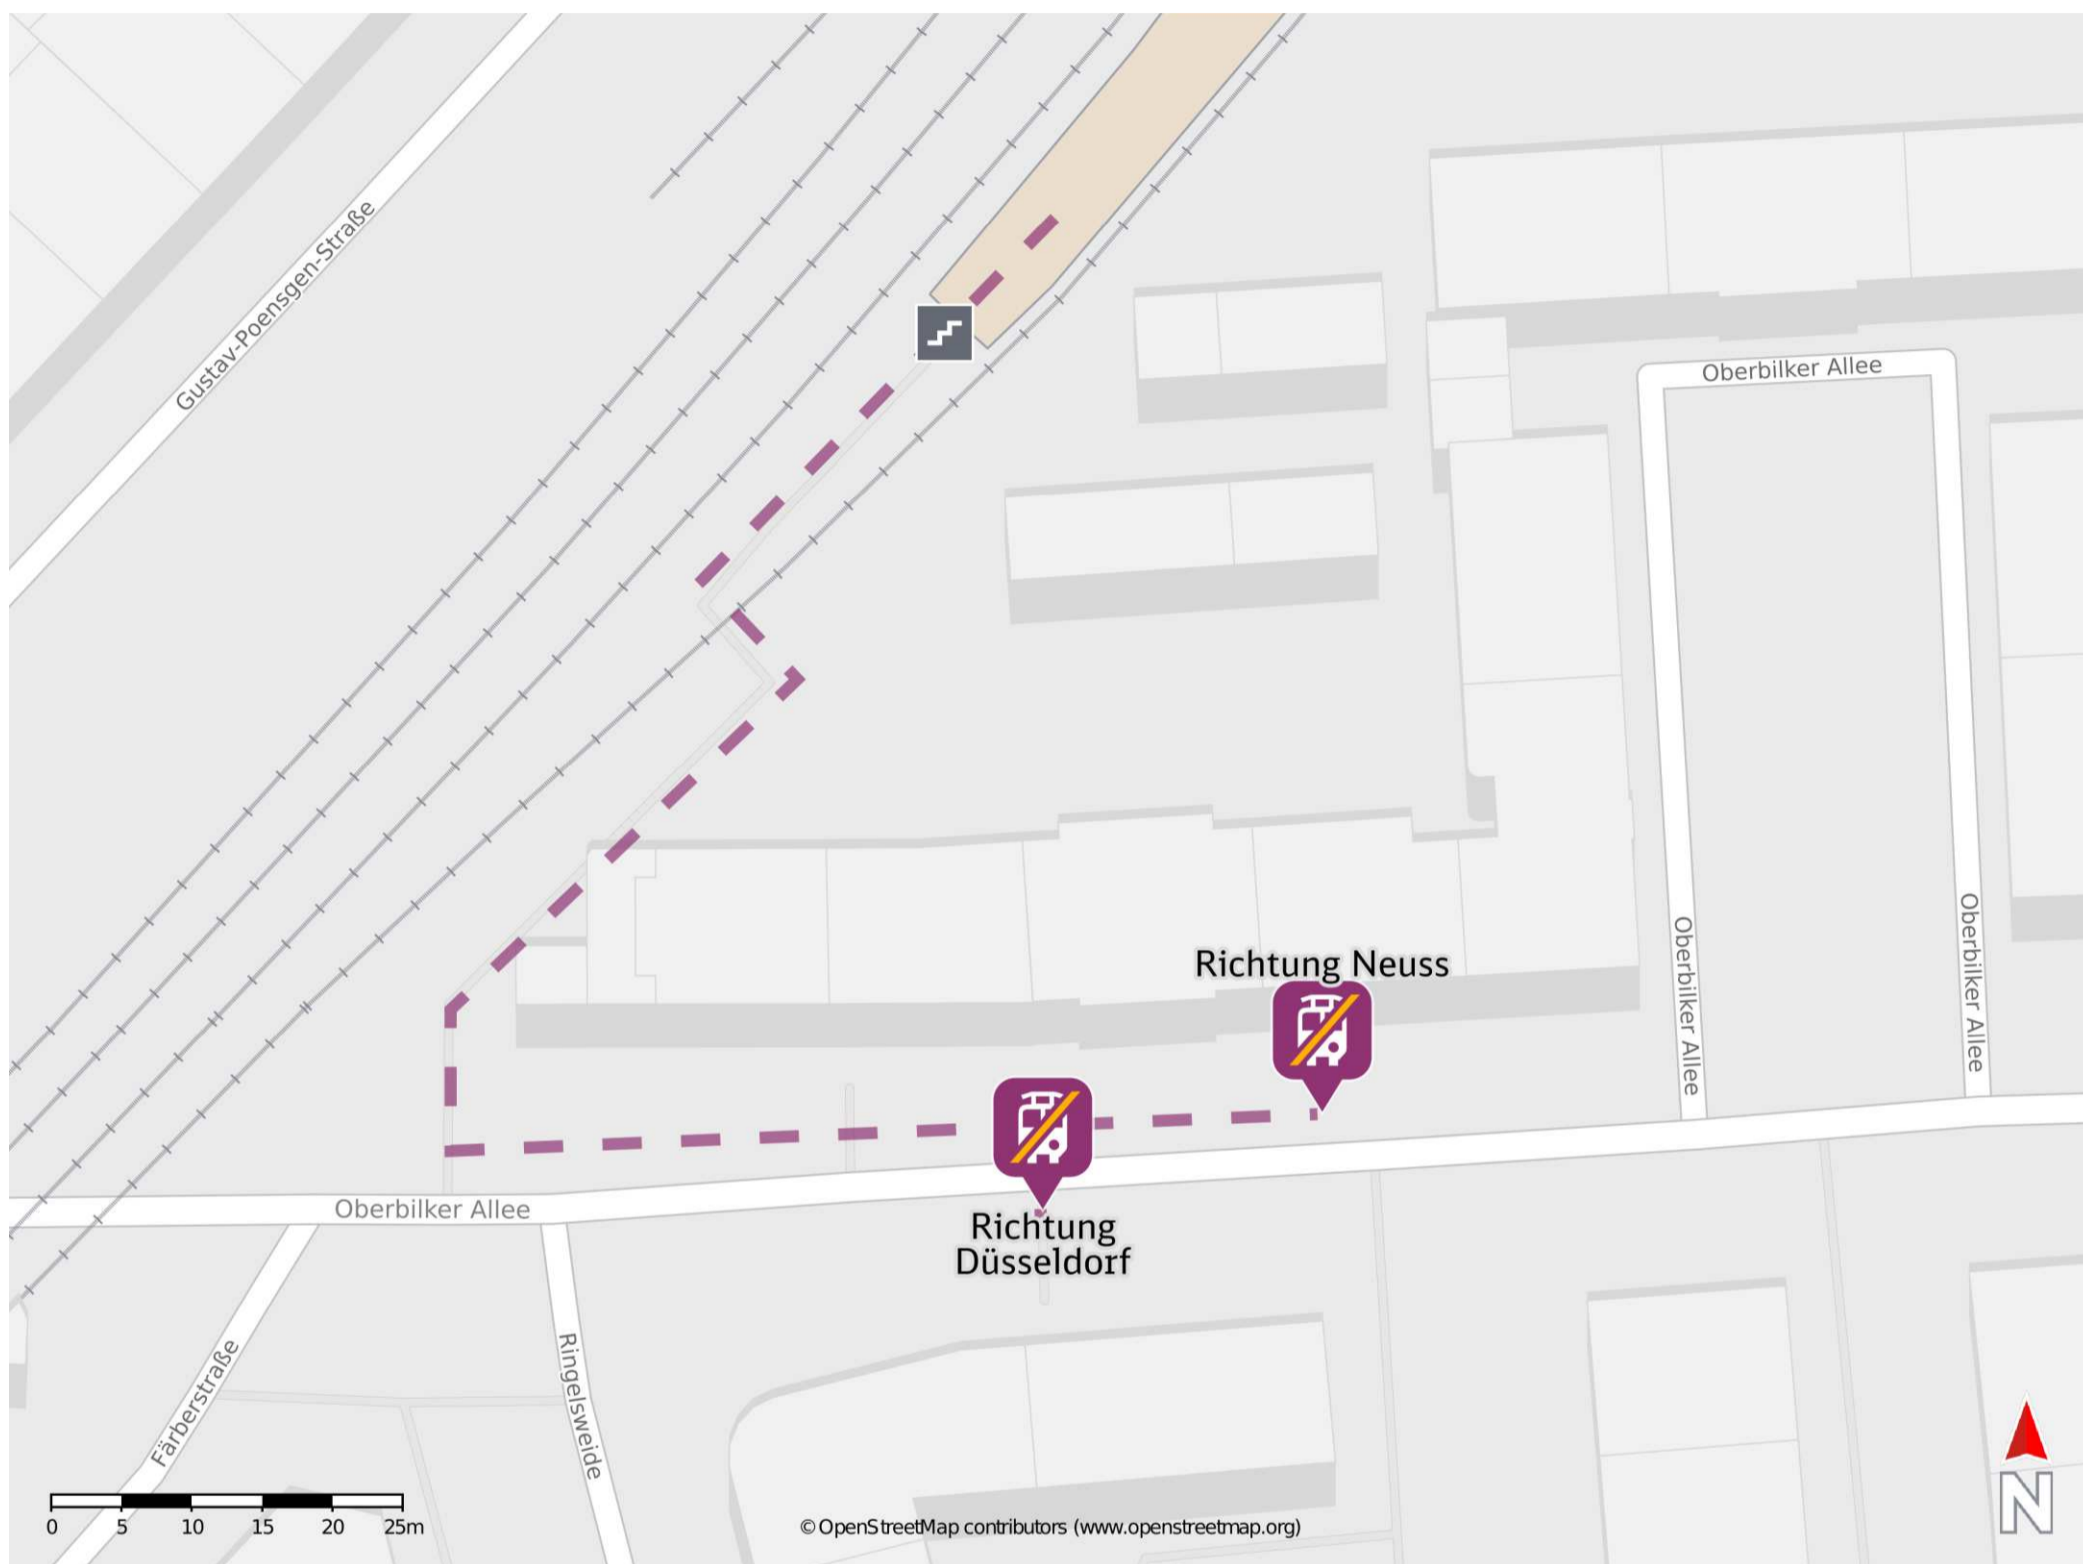 Gustav-Poensgen-Straße
Oberbilker Allee
Oberbilker Allee
Oberbilker Allee
Richtung Neuss
Oberbilker Allee
Richtung
Düsseldorf
Färberstraße
Ringelsweide
N
0 5 10 15 20 25m
© OpenStreetMap contributors (www.openstreetmap.org)